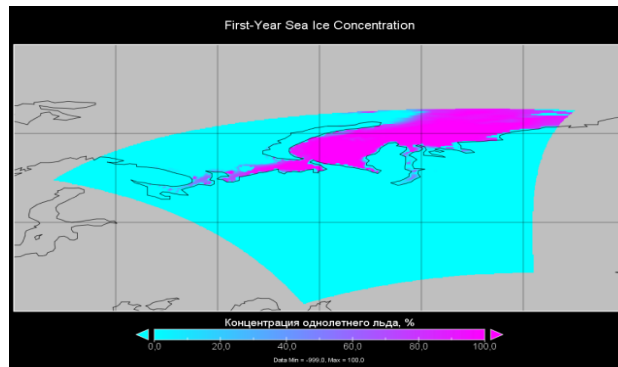 First-Year Sea Ice Concentration
Концентрация однолетнего льда, %
0,0 20,0 40,0 60,0 80,0 100,0
Data Min = -999,0, Max = 100,0